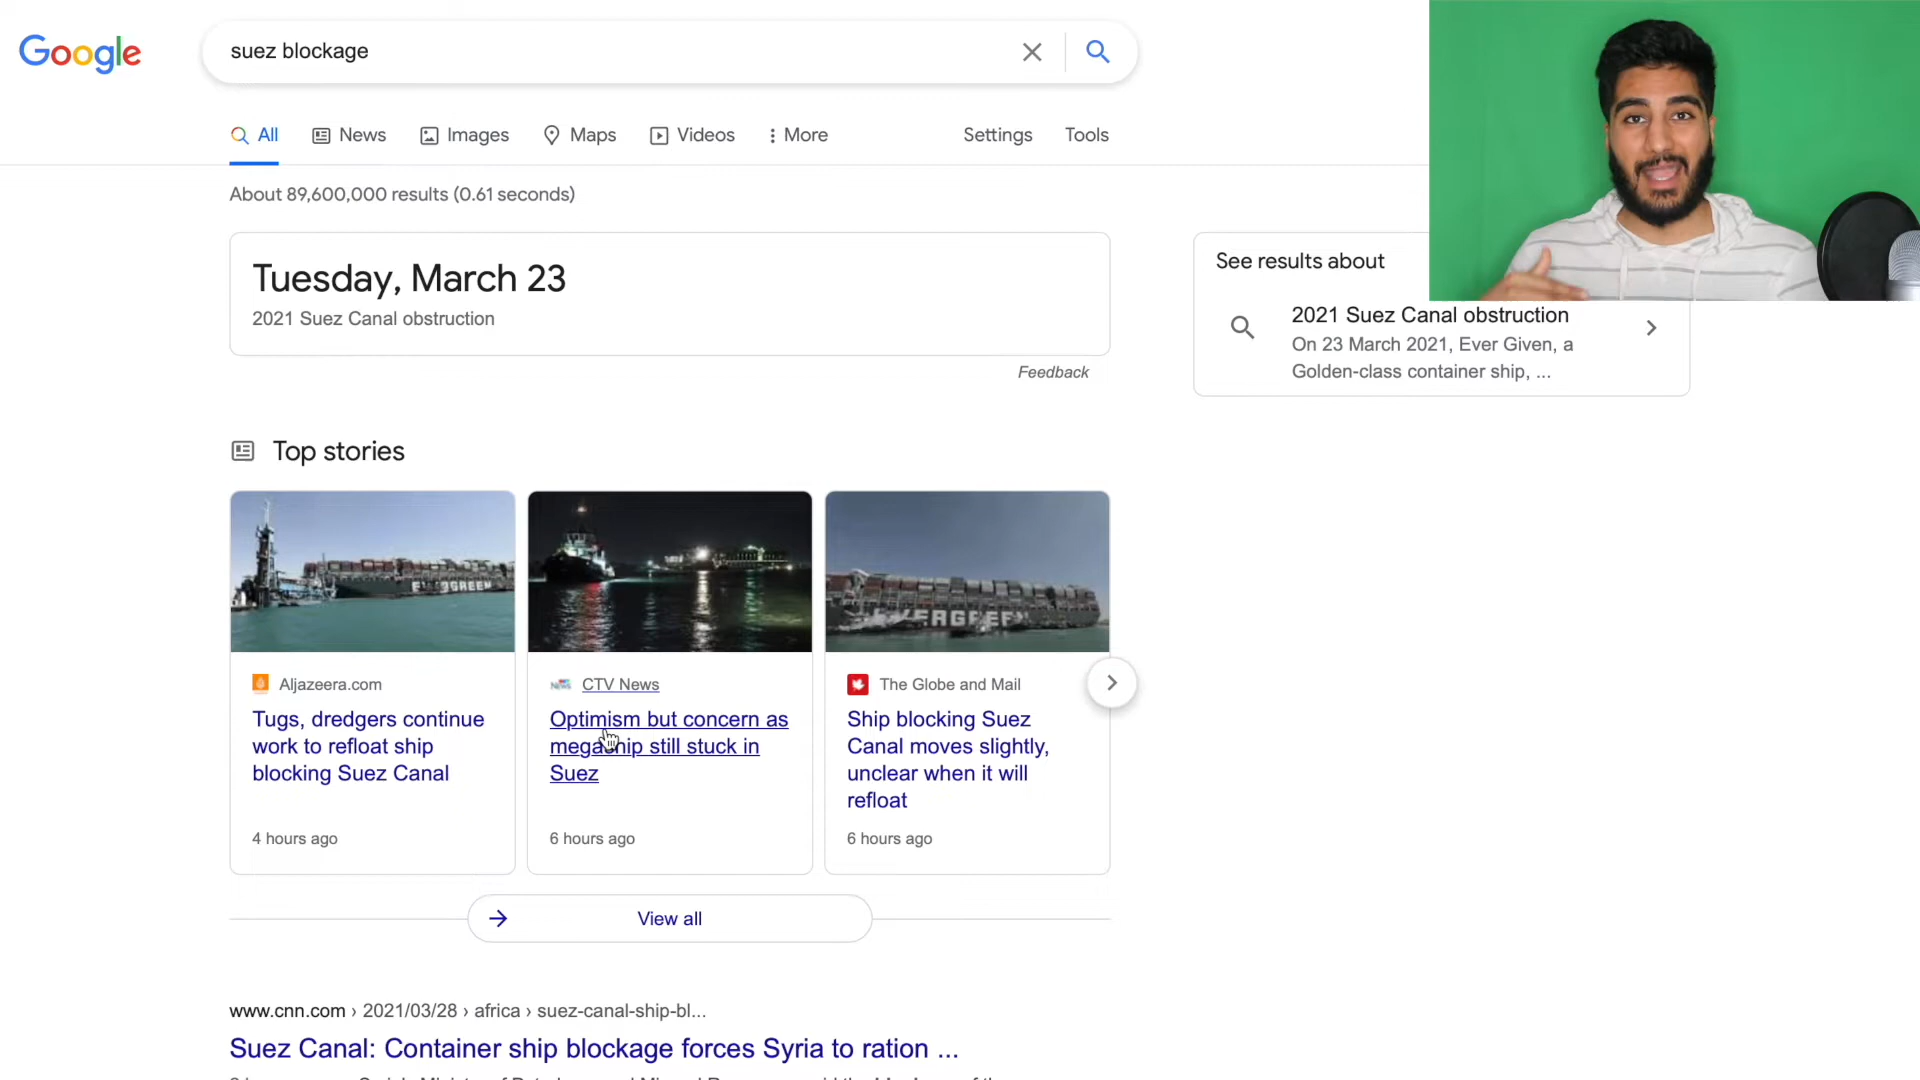 Google
suez blockage
All News Images Maps Videos More Settings Tools
About 89,600,000 results (0.61 seconds)
Tuesday, March 23
2021 Suez Canal obstruction
Feedback
See results about
2021 Suez Canal obstruction
On 23 March 2021, Ever Given, a
Golden-class container ship, ...
Top stories
EVERGREEN
Aljazeera.com
Tugs, dredgers continue
work to refloat ship
blocking Suez Canal
4 hours ago
CTV News
Optimism but concern as
megaship still stuck in
Suez
6 hours ago
EVERGREEN
The Globe and Mail
Ship blocking Suez
Canal moves slightly,
unclear when it will
refloat
6 hours ago
View all
www.cnn.com › 2021/03/28 › africa › suez-canal-ship-bl...
Suez Canal: Container ship blockage forces Syria to ration ...